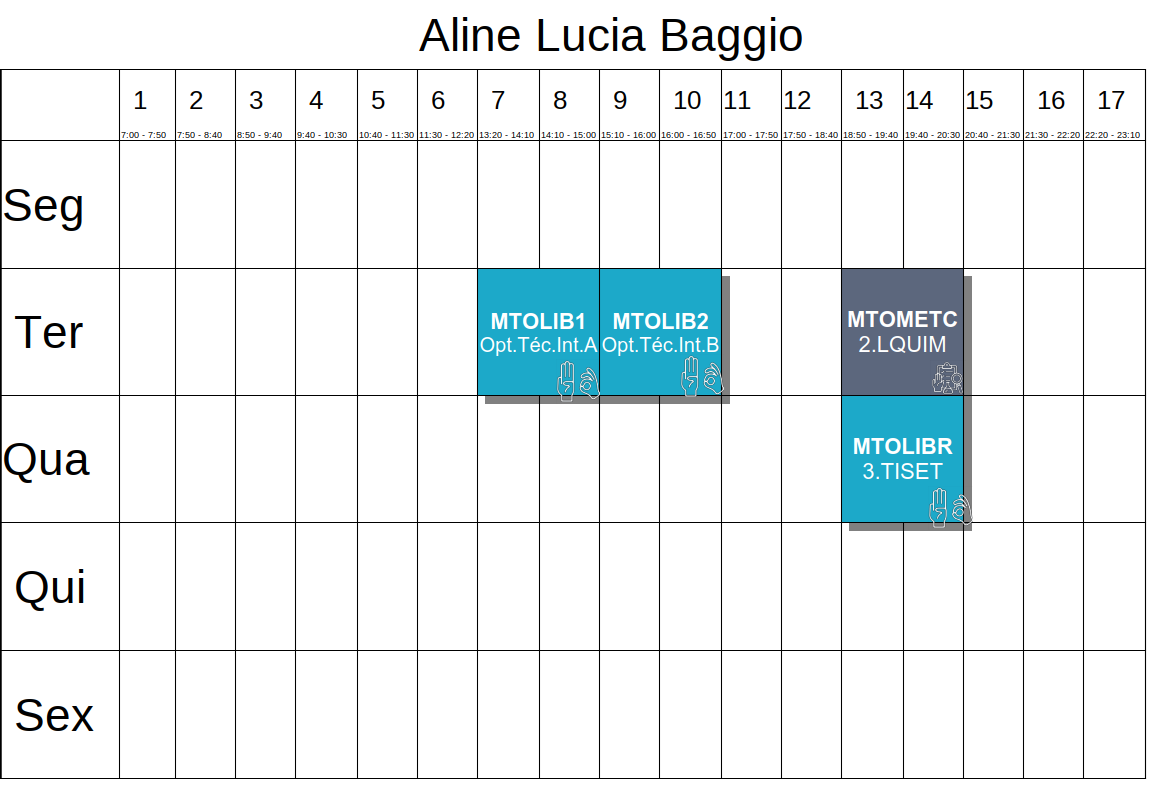 Aline Lucia Baggio
1 2 3 4 5 6 7 8 9 10 11 12 13 14 15 16 17
7:00 - 7:50 7:50 - 8:40 8:50 - 9:40 9:40 - 10:30 10:40 - 11:30 11:30 - 12:20 13:20 - 14:10 14:10 - 15:00 15:10 - 16:00 16:00 - 16:50 17:00 - 17:50 17:50 - 18:40 18:50 - 19:40 19:40 - 20:30 20:40 - 21:30 21:30 - 22:20 22:20 - 23:10
Seg
Ter
MTOLIB1
Opt.Téc.Int.A
MTOLIB2
Opt.Téc.Int.B
MTOMETC
2.LQUIM
Qua
MTOLIBR
3.TISET
Qui
Sex